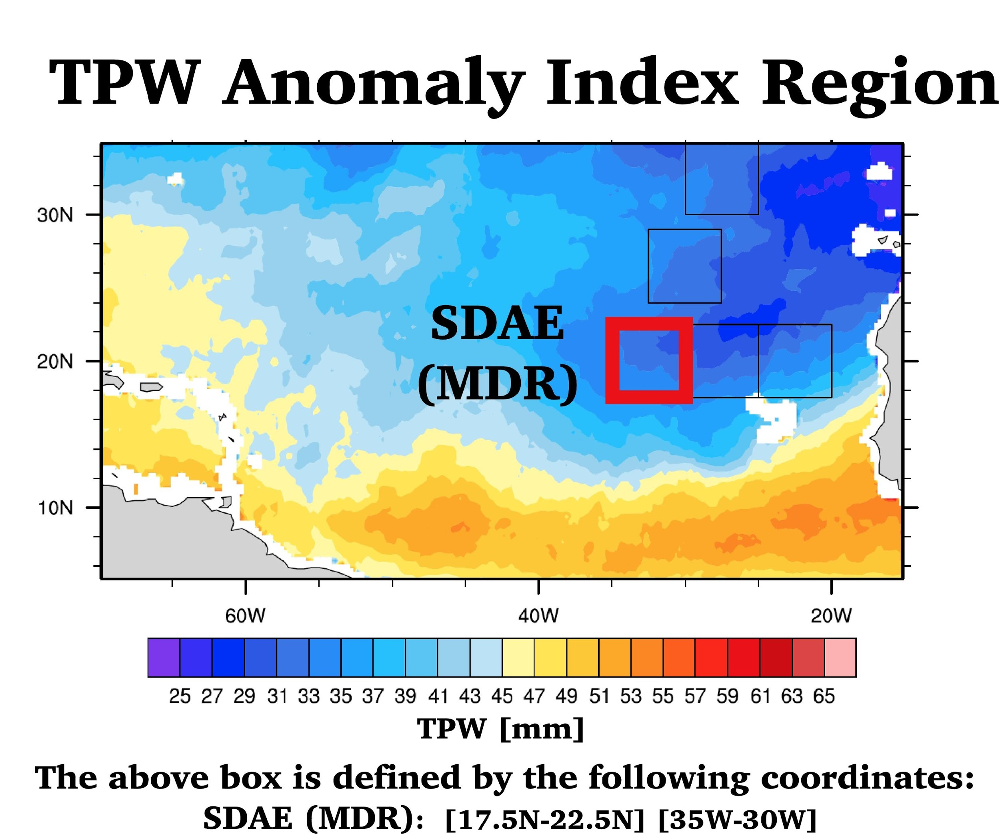 TPW Anomaly Index Region
30N
20N
10N
SDAE
(MDR)
60W 40W 20W
25 27 29 31 33 35 37 39 41 43 45 47 49 51 53 55 57 59 61 63 65
TPW [mm]
The above box is defined by the following coordinates:
SDAE (MDR): [17.5N-22.5N] [35W-30W]